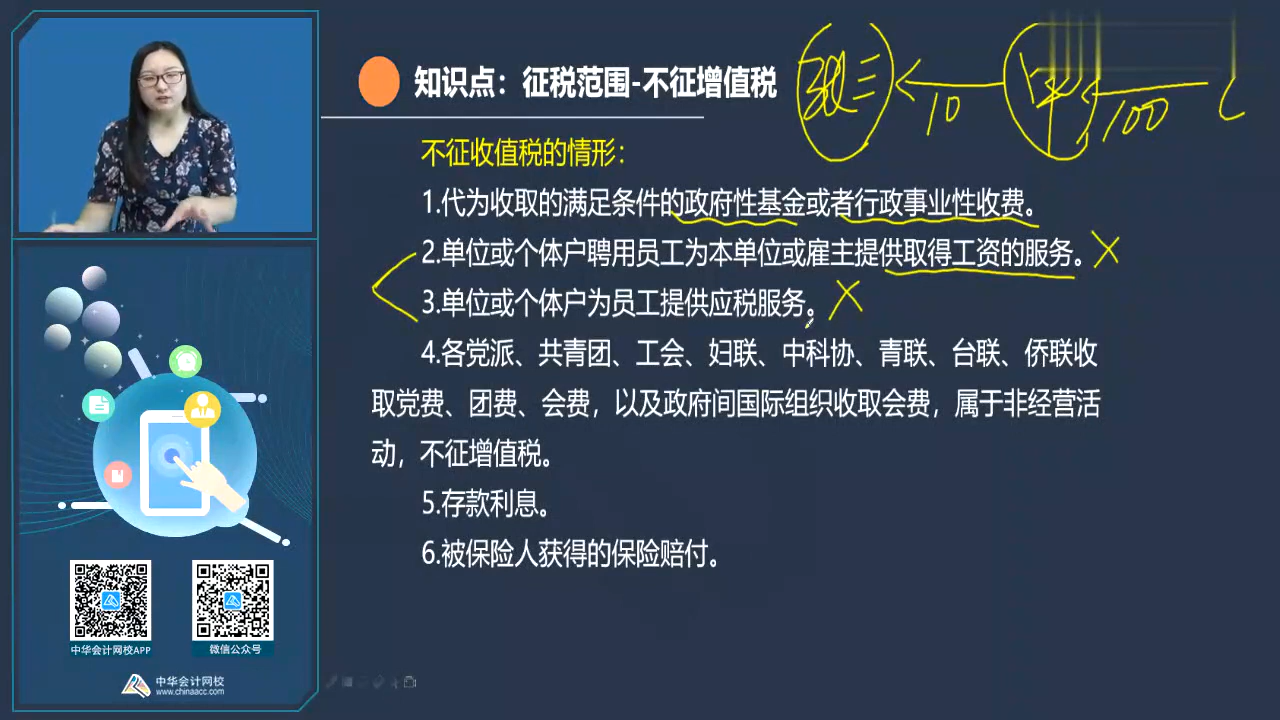 知识点：征税范围-不征增值税
10
甲
100
不征收值税的情形：
1.代为收取的满足条件的政府性基金或者行政事业性收费。
2.单位或个体户聘用员工为本单位或雇主提供取得工资的服务。
3.单位或个体户为员工提供应税服务。
4.各党派、共青团、工会、妇联、中科协、青联、台联、侨联收
取党费、团费、会费，以及政府间国际组织收取会费，属于非经营活
动，不征增值税。
5.存款利息。
6.被保险人获得的保险赔付。
中华会计网校APP
微信公众号
中华会计网校
www.chinaacc.com